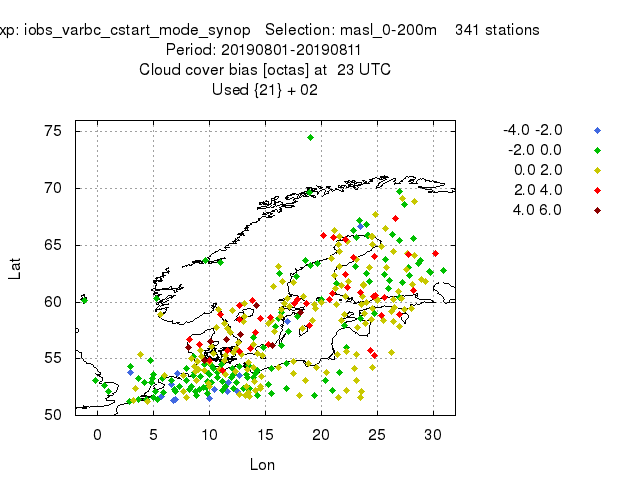 xp: iobs_varbc_cstart_mode_synop Selection: masl_0-200m 341 stations
Period: 20190801-20190811
Cloud cover bias [octas] at 23 UTC
Used {21} + 02
-4.0 -2.0
-2.0 0.0
0.0 2.0
2.0 4.0
4.0 6.0
75
70
65
60
55
50
Lat
0 5 10 15 20 25 30
Lon